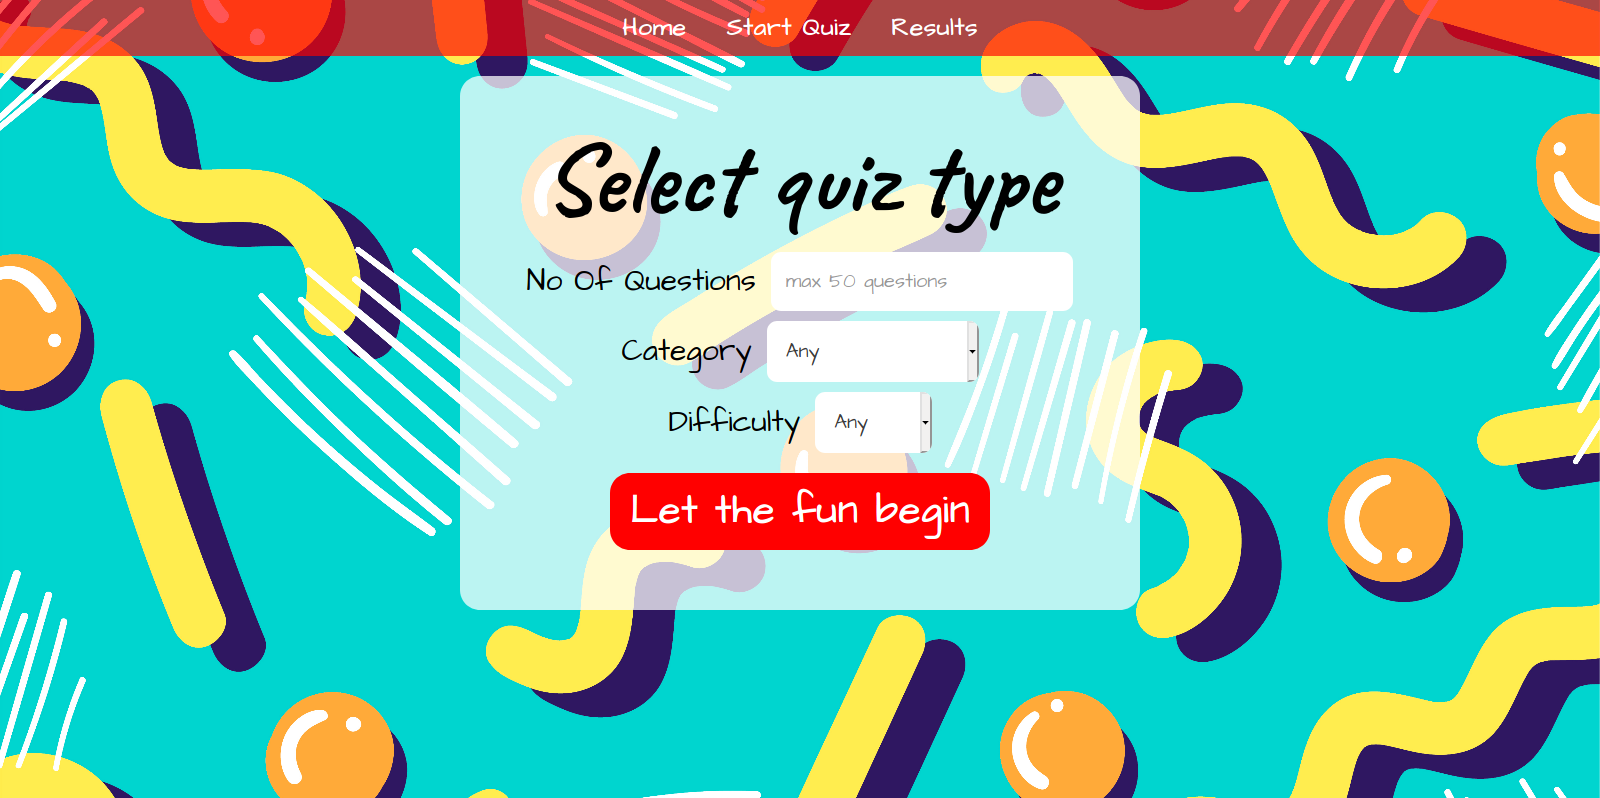 Home Start Quiz Results
Select quiz type
No Of Questions max 50 questions
Category Any
Difficulty Any
Let the fun begin